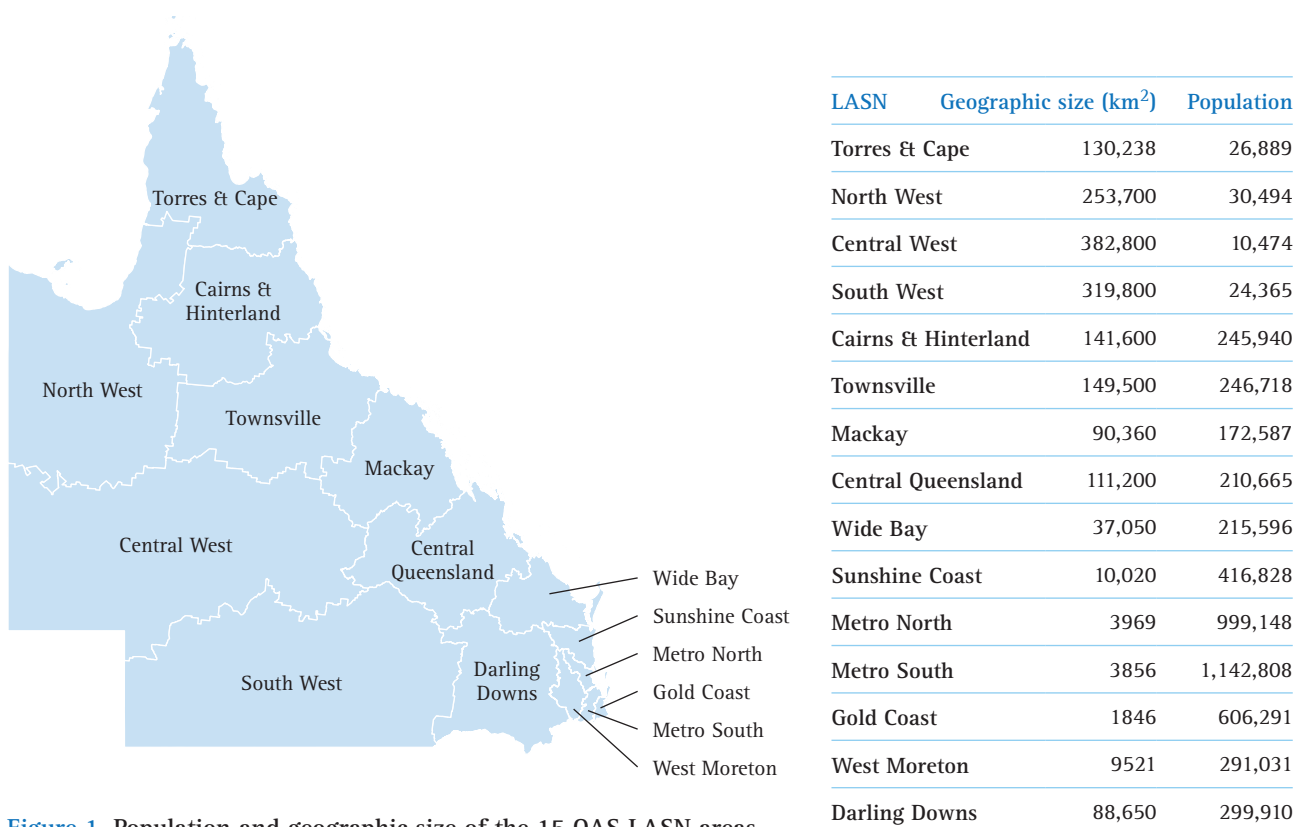 Torres & Cape
Cairns &
Hinterland
North West
Townsville
Mackay
Central West
Central
Queensland
Wide Bay
Sunshine Coast
Metro North
Darling
Downs
South West
Gold Coast
Metro South
West Moreton
LASN Geographic size (km²) Population
Torres & Cape 130,238 26,889
North West 253,700 30,494
Central West 382,800 10,474
South West 319,800 24,365
Cairns & Hinterland 141,600 245,940
Townsville 149,500 246,718
Mackay 90,360 172,587
Central Queensland 111,200 210,665
Wide Bay 37,050 215,596
Sunshine Coast 10,020 416,828
Metro North 3969 999,148
Metro South 3856 1,142,808
Gold Coast 1846 606,291
West Moreton 9521 291,031
Darling Downs 88,650 299,910
Figure 1 Population and geographic size of the 15 QAS LASN areas